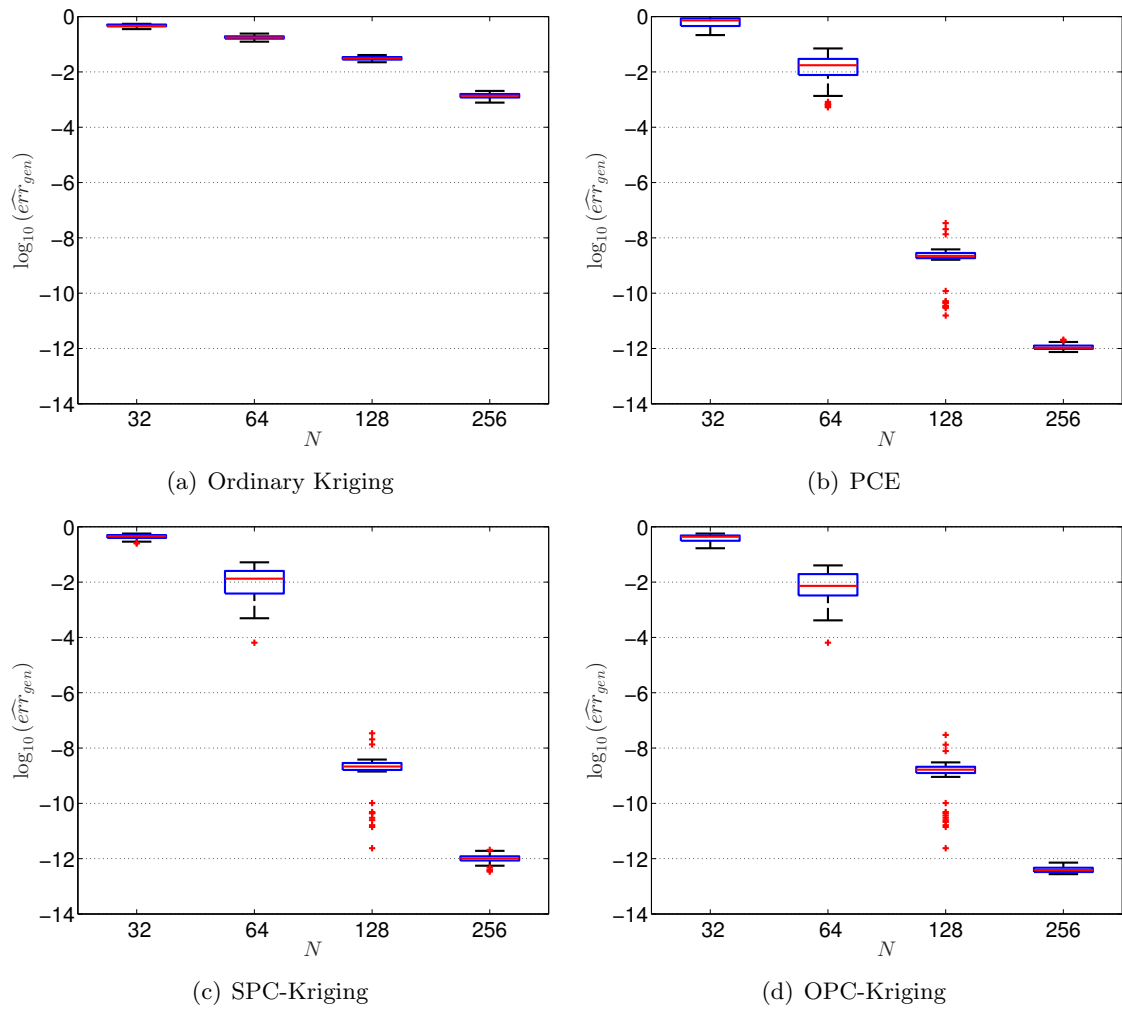 0
−2
−4
−6
−8
−10
−12
−14
log₁₀(êrr_gen)
32 64 128 256
N
(a) Ordinary Kriging
0
−2
−4
−6
−8
−10
−12
−14
log₁₀(êrr_gen)
32 64 128 256
N
(b) PCE
0
−2
−4
−6
−8
−10
−12
−14
log₁₀(êrr_gen)
32 64 128 256
N
(c) SPC-Kriging
0
−2
−4
−6
−8
−10
−12
−14
log₁₀(êrr_gen)
32 64 128 256
N
(d) OPC-Kriging